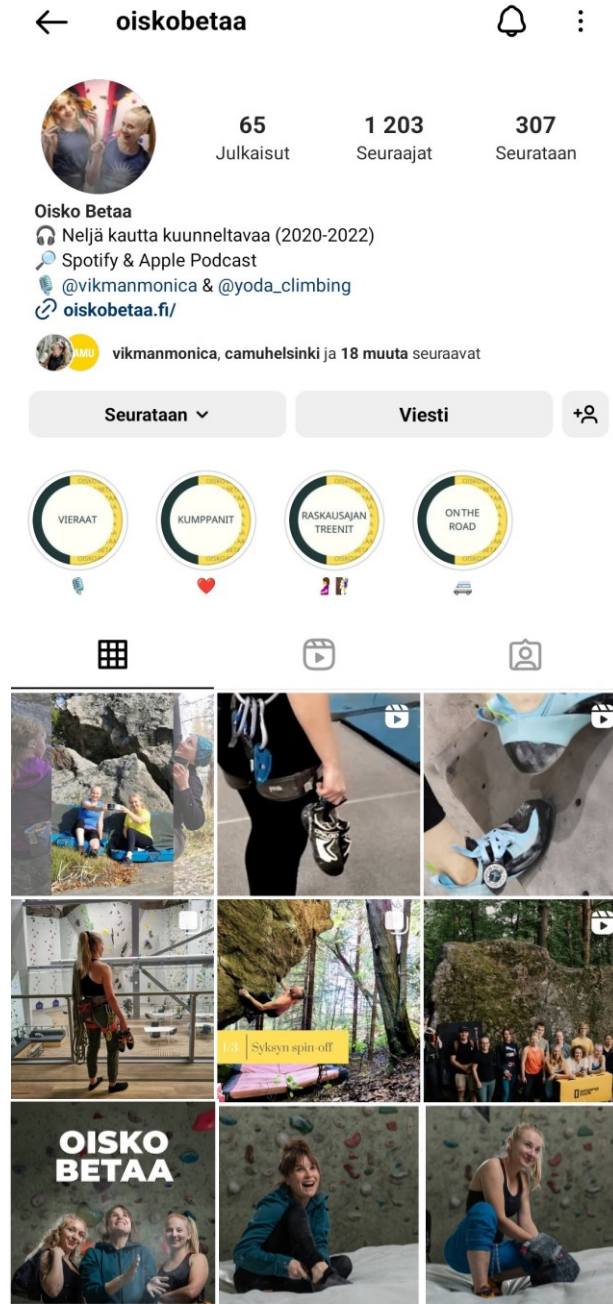 oiskobetaa
65
1 203
307
Julkaisut
Seuraajat
Seurataan
Oisko Betaa
🎧 Neljä kautta kuunneltavaa (2020-2022)
🔎 Spotify & Apple Podcast
🎙️ @vikmanmonica & @yoda_climbing
oiskobetaa.fi/
AMU
vikmanmonica, camuhelsinki ja 18 muuta seuraavat
Seurataan
Viesti
VIERAAT
KUMPPANIT
RASKAUSAJAN
TREENIT
ON THE
ROAD
🎙️
❤️
Kiitti
1/3 Syksyn spin-off
OISKO
BETAA